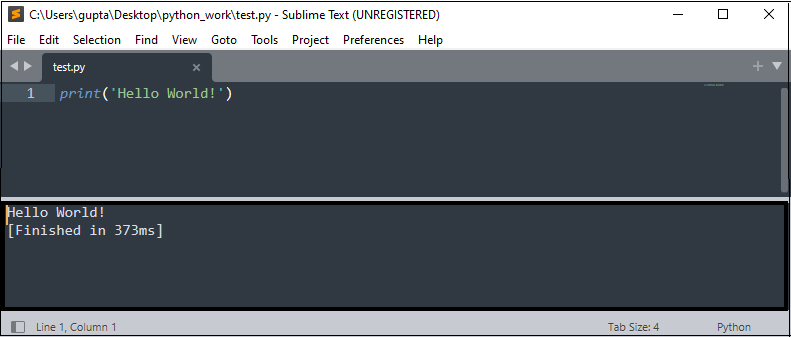 C:\Users\gupta\Desktop\python_work\test.py - Sublime Text (UNREGISTERED)
File Edit Selection Find View Goto Tools Project Preferences Help
test.py
1 print('Hello World!')
Hello World!
[Finished in 373ms]
Line 1, Column 1 Tab Size: 4 Python